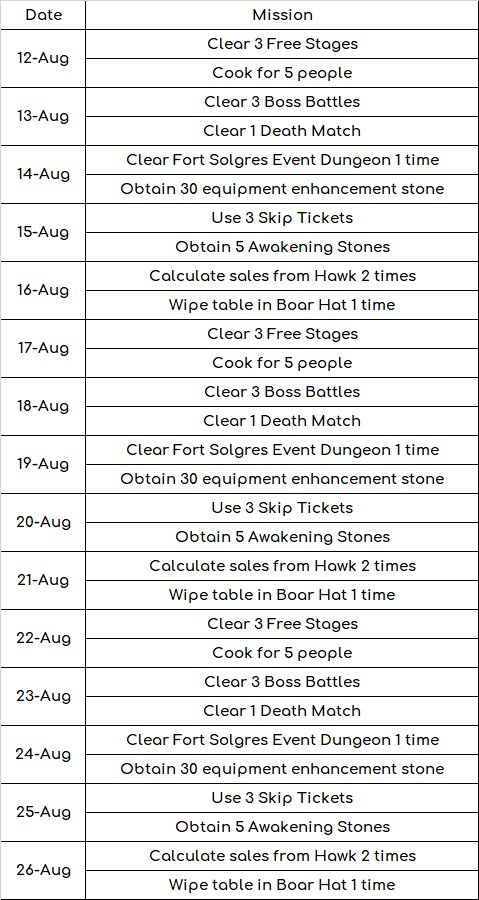 Date Mission
12-Aug
Clear 3 Free Stages
Cook for 5 people
13-Aug
Clear 3 Boss Battles
Clear 1 Death Match
14-Aug
Clear Fort Solgres Event Dungeon 1 time
Obtain 30 equipment enhancement stone
15-Aug
Use 3 Skip Tickets
Obtain 5 Awakening Stones
16-Aug
Calculate sales from Hawk 2 times
Wipe table in Boar Hat 1 time
17-Aug
Clear 3 Free Stages
Cook for 5 people
18-Aug
Clear 3 Boss Battles
Clear 1 Death Match
19-Aug
Clear Fort Solgres Event Dungeon 1 time
Obtain 30 equipment enhancement stone
20-Aug
Use 3 Skip Tickets
Obtain 5 Awakening Stones
21-Aug
Calculate sales from Hawk 2 times
Wipe table in Boar Hat 1 time
22-Aug
Clear 3 Free Stages
Cook for 5 people
23-Aug
Clear 3 Boss Battles
Clear 1 Death Match
24-Aug
Clear Fort Solgres Event Dungeon 1 time
Obtain 30 equipment enhancement stone
25-Aug
Use 3 Skip Tickets
Obtain 5 Awakening Stones
26-Aug
Calculate sales from Hawk 2 times
Wipe table in Boar Hat 1 time